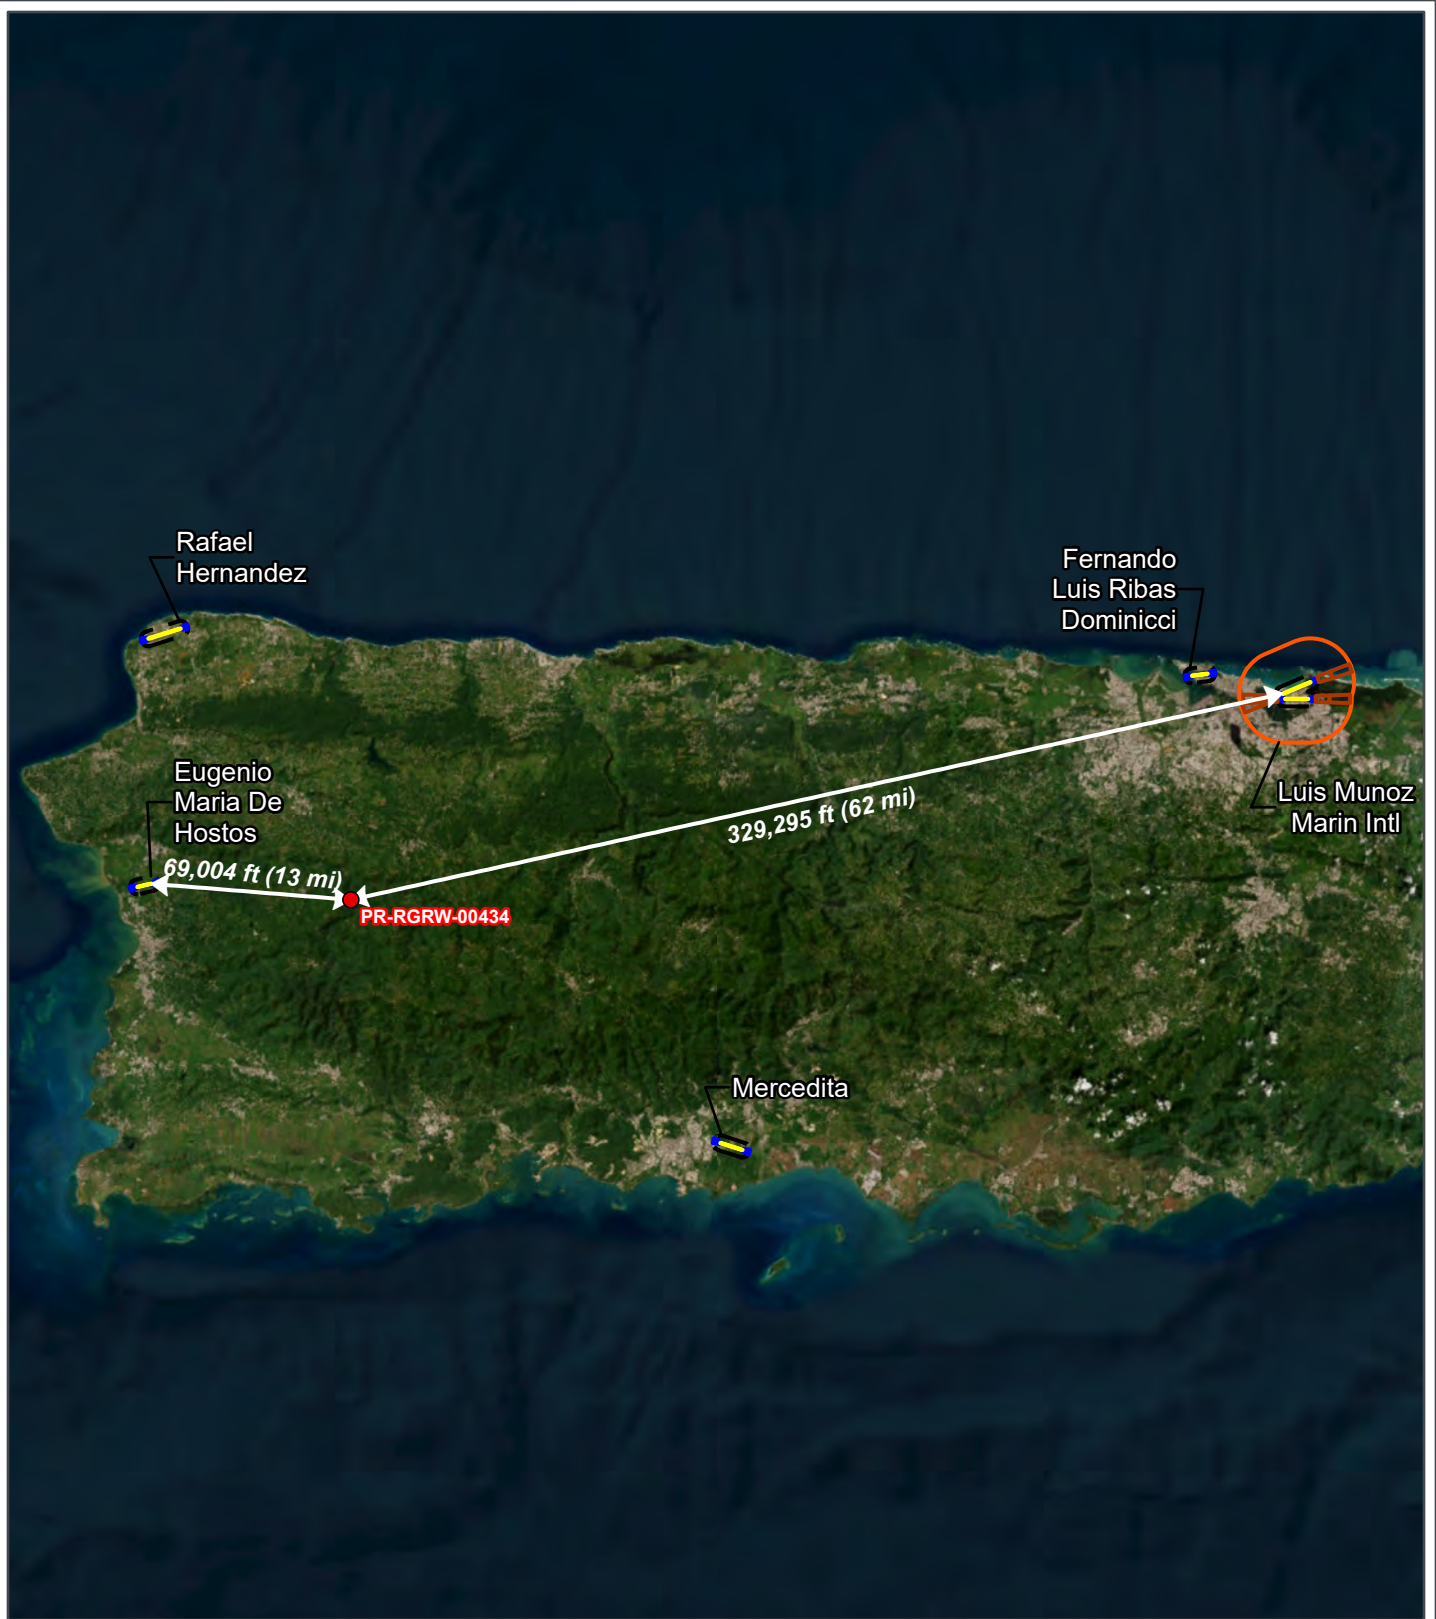 Rafael
Hernandez
Fernando
Luis Ribas
Dominicci
Eugenio
Maria De
Hostos
Luis Munoz
Marin Intl
329,295 ft (62 mi)
69,004 ft (13 mi)
PR-RGRW-00434
Mercedita